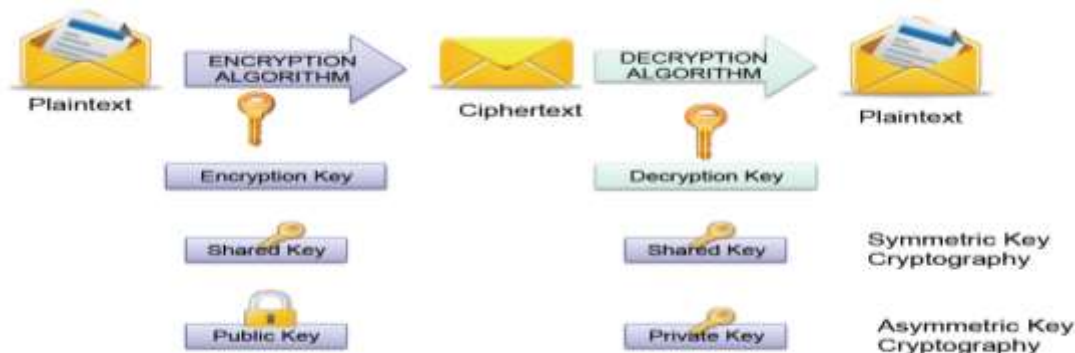 ENCRYPTION
ALGORITHM
DECRYPTION
ALGORITHM
Plaintext
Ciphertext
Plaintext
Encryption Key
Decryption Key
Shared Key
Shared Key
Symmetric Key
Cryptography
Public Key
Private Key
Asymmetric Key
Cryptography